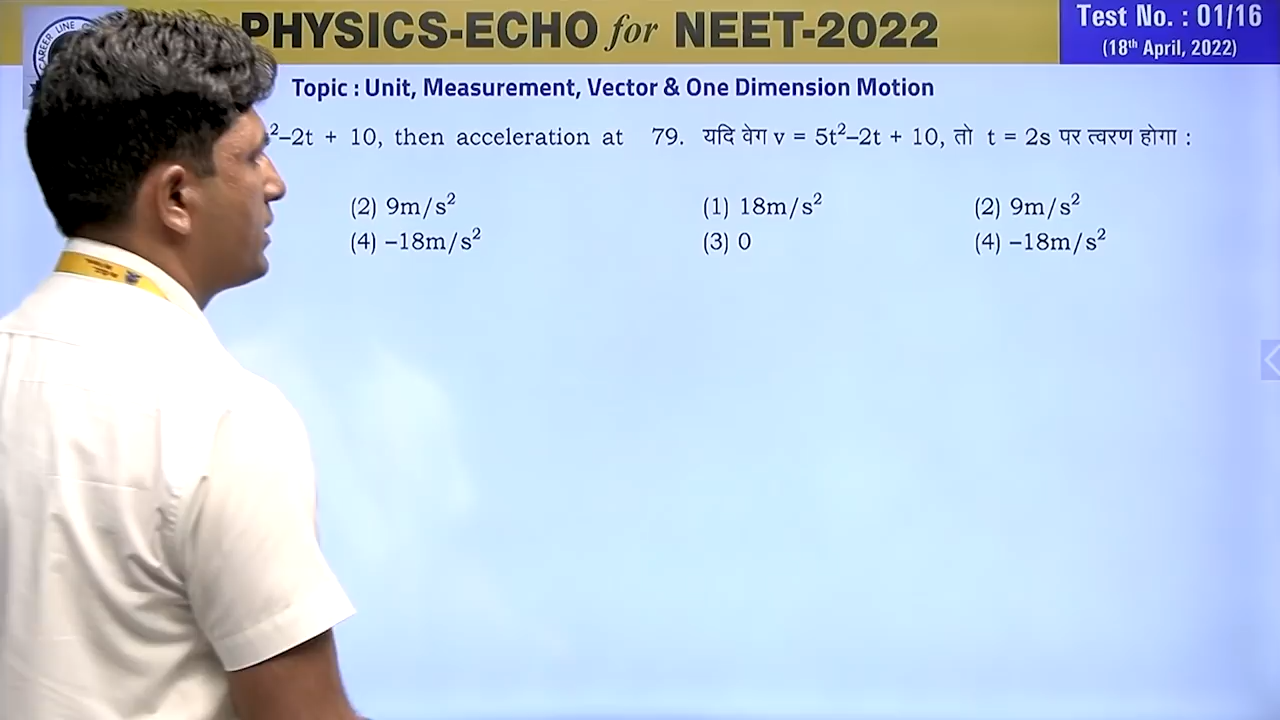 CAREER LINE
PHYSICS-ECHO for NEET-2022
Test No. : 01/16
(18th April, 2022)
Topic : Unit, Measurement, Vector & One Dimension Motion
²–2t + 10, then acceleration at
(2) 9m/s²
(4) –18m/s²
79. यदि वेग v = 5t²–2t + 10, तो t = 2s पर त्वरण होगा :
(1) 18m/s² (2) 9m/s²
(3) 0 (4) –18m/s²